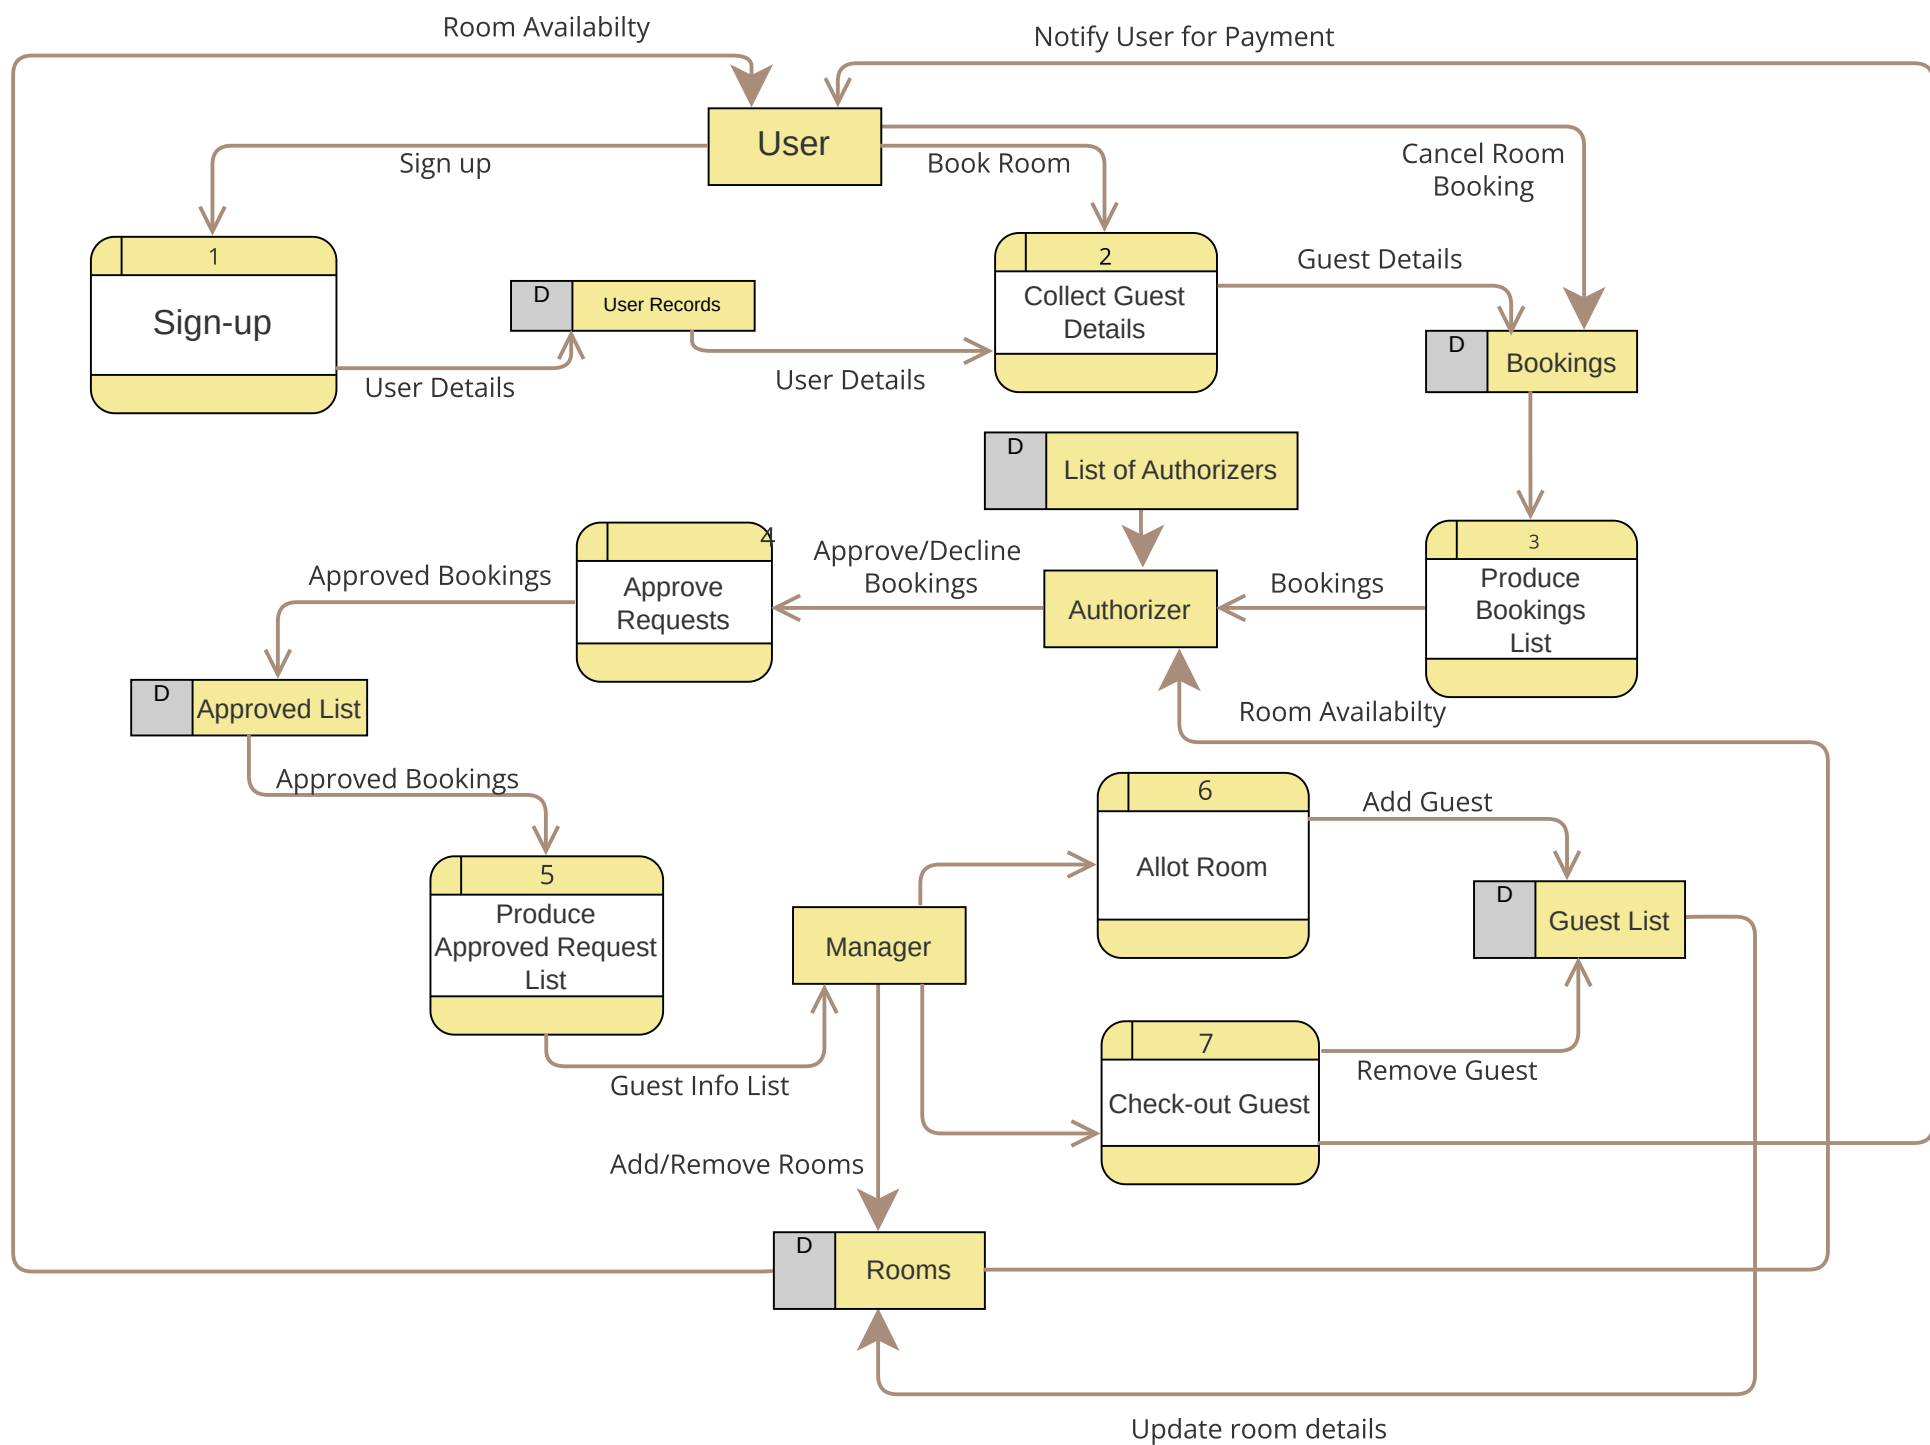 Room Availabilty
Notify User for Payment
User
Sign up
Book Room
Cancel Room
Booking
1
Sign-up
D
User Records
2
Collect Guest
Details
Guest Details
D
Bookings
User Details
User Details
D
List of Authorizers
4
Approve
Requests
Approved Bookings
Approve/Decline
Bookings
Authorizer
Bookings
3
Produce
Bookings
List
D
Approved List
Room Availabilty
Approved Bookings
6
Allot Room
Add Guest
5
Produce
Approved Request
List
Manager
D
Guest List
7
Check-out Guest
Remove Guest
Guest Info List
Add/Remove Rooms
D
Rooms
Update room details